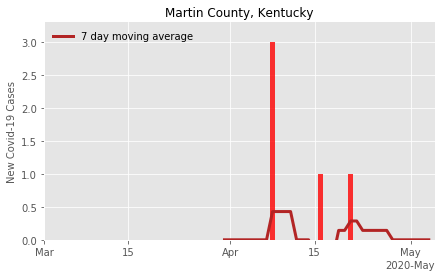 Martin County, Kentucky
7 day moving average
New Covid-19 Cases
3.0
2.5
2.0
1.5
1.0
0.5
0.0
Mar
15
Apr
15
May
2020-May